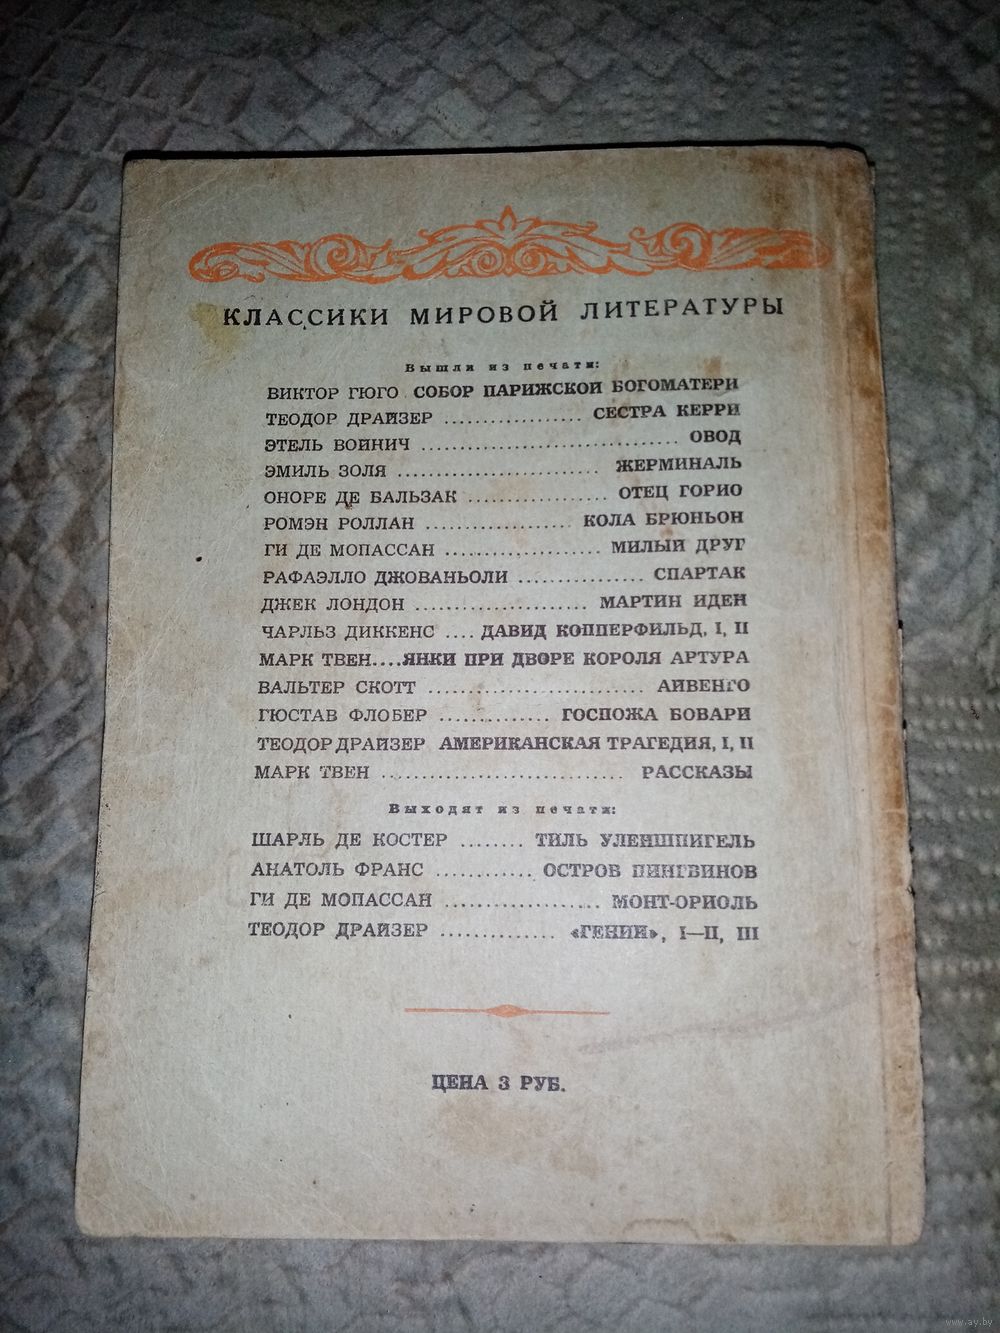 КЛАССИКИ МИРОВОЙ ЛИТЕРАТУРЫ
Вышли из печати:
ВИКТОР ГЮГО СОБОР ПАРИЖСКОЙ БОГОМАТЕРИ
ТЕОДОР ДРАЙЗЕР ................. СЕСТРА КЕРРИ
ЭТЕЛЬ ВОЙНИЧ ................................ ОВОД
ЭМИЛЬ ЗОЛЯ ......................... ЖЕРМИНАЛЬ
ОНОРЕ ДЕ БАЛЬЗАК ................. ОТЕЦ ГОРИО
РОМЭН РОЛЛАН .................. КОЛА БРЮНЬОН
ГИ ДЕ МОПАССАН .................... МИЛЫЙ ДРУГ
РАФАЭЛЛО ДЖОВАНЬОЛИ ................ СПАРТАК
ДЖЕК ЛОНДОН ...................... МАРТИН ИДЕН
ЧАРЛЬЗ ДИККЕНС .... ДАВИД КОППЕРФИЛЬД, I, II
МАРК ТВЕН....ЯНКИ ПРИ ДВОРЕ КОРОЛЯ АРТУРА
ВАЛЬТЕР СКОТТ ........................... АЙВЕНГО
ГЮСТАВ ФЛОБЕР .............. ГОСПОЖА БОВАРИ
ТЕОДОР ДРАЙЗЕР АМЕРИКАНСКАЯ ТРАГЕДИЯ, I, II
МАРК ТВЕН .............................. РАССКАЗЫ
Выходят из печати:
ШАРЛЬ ДЕ КОСТЕР ........ ТИЛЬ УЛЕНШПИГЕЛЬ
АНАТОЛЬ ФРАНС ............ ОСТРОВ ПИНГВИНОВ
ГИ ДЕ МОПАССАН ................... МОНТ-ОРИОЛЬ
ТЕОДОР ДРАЙЗЕР .............. «ГЕНИЙ», I—II, III
ЦЕНА 3 РУБ.
www.ay.by